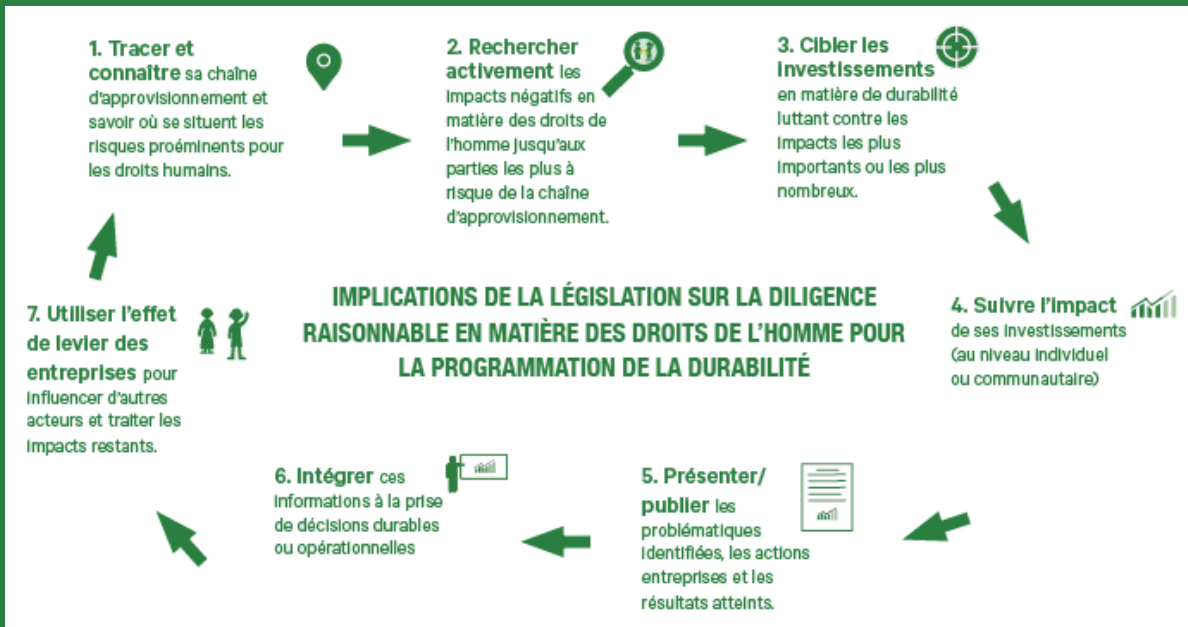 1. Tracer et
connaître sa chaîne
d'approvisionnement et
savoir où se situent les
risques proéminents pour
les droits humains.
2. Rechercher
activement les
impacts négatifs en
matière des droits de
l'homme jusqu'aux
parties les plus à
risque de la chaîne
d'approvisionnement.
3. Cibler les
investissements
en matière de durabilité
luttant contre les
impacts les plus
importants ou les plus
nombreux.
IMPLICATIONS DE LA LÉGISLATION SUR LA DILIGENCE
RAISONNABLE EN MATIÈRE DES DROITS DE L'HOMME POUR
LA PROGRAMMATION DE LA DURABILITÉ
4. Suivre l'impact
de ses investissements
(au niveau individuel
ou communautaire)
5. Présenter/
publier les
problématiques
identifiées, les actions
entreprises et les
résultats atteints.
6. Intégrer ces
informations à la prise
de décisions durables
ou opérationnelles
7. Utiliser l'effet
de levier des
entreprises pour
influencer d'autres
acteurs et traiter les
impacts restants.